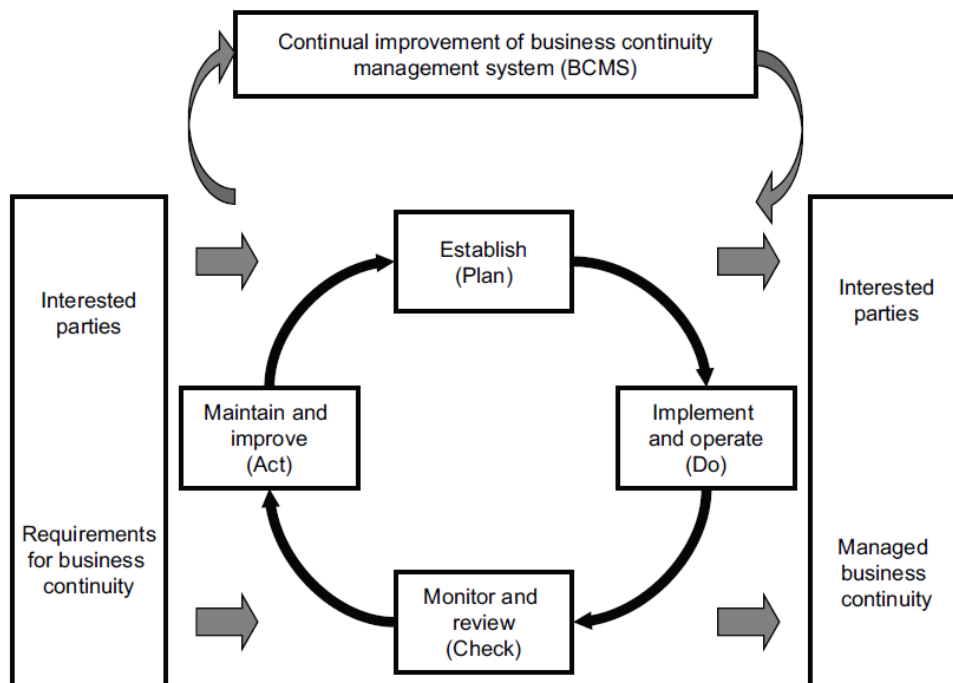 Continual improvement of business continuity
management system (BCMS)
Establish
(Plan)
Interested
parties
Interested
parties
Maintain and
improve
(Act)
Implement
and operate
(Do)
Requirements
for business
continuity
Managed
business
continuity
Monitor and
review
(Check)